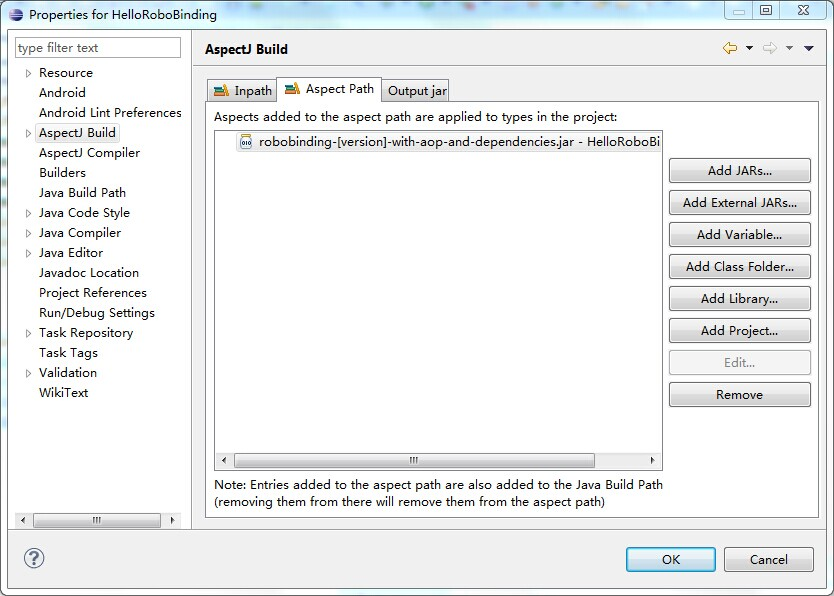 Properties for HelloRoboBinding
type filter text
Resource
Android
Android Lint Preferences
AspectJ Build
AspectJ Compiler
Builders
Java Build Path
Java Code Style
Java Compiler
Java Editor
Javadoc Location
Project References
Run/Debug Settings
Task Repository
Task Tags
Validation
WikiText
AspectJ Build
Inpath
Aspect Path
Output jar
Aspects added to the aspect path are applied to types in the project:
010
robobinding-[version]-with-aop-and-dependencies.jar - HelloRoboBi
Add JARs...
Add External JARs...
Add Variable...
Add Class Folder...
Add Library...
Add Project...
Edit...
Remove
Note: Entries added to the aspect path are also added to the Java Build Path
(removing them from there will remove them from the aspect path)
?
OK
Cancel